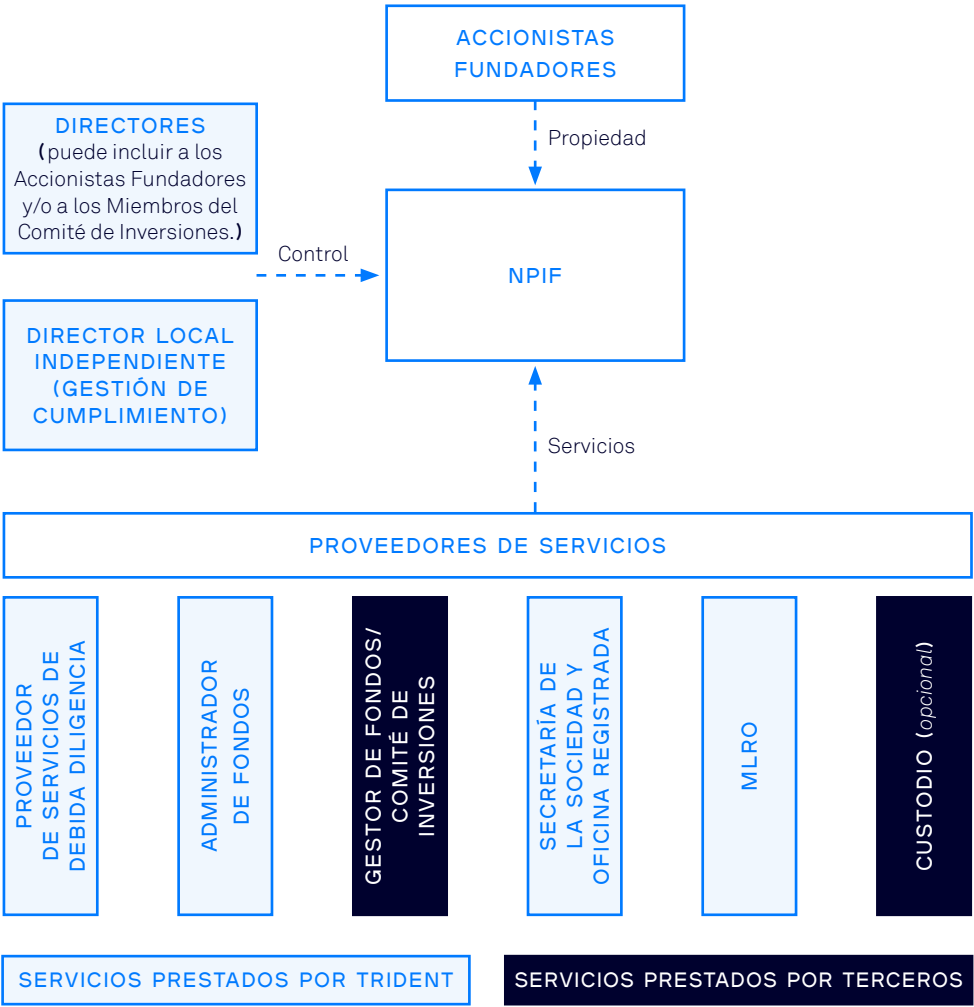 ACCIONISTAS
FUNDADORES
Propiedad
DIRECTORES
(puede incluir a los
Accionistas Fundadores
y/o a los Miembros del
Comité de Inversiones.)
Control
NPIF
DIRECTOR LOCAL
INDEPENDIENTE
(GESTIÓN DE
CUMPLIMIENTO)
Servicios
PROVEEDORES DE SERVICIOS
PROVEEDOR
DE SERVICIOS DE
DEBIDA DILIGENCIA
ADMINISTRADOR
DE FONDOS
GESTOR DE FONDOS/
COMITÉ DE
INVERSIONES
SECRETARÍA DE
LA SOCIEDAD Y
OFICINA REGISTRADA
MLRO
CUSTODIO (opcional)
SERVICIOS PRESTADOS POR TRIDENT
SERVICIOS PRESTADOS POR TERCEROS